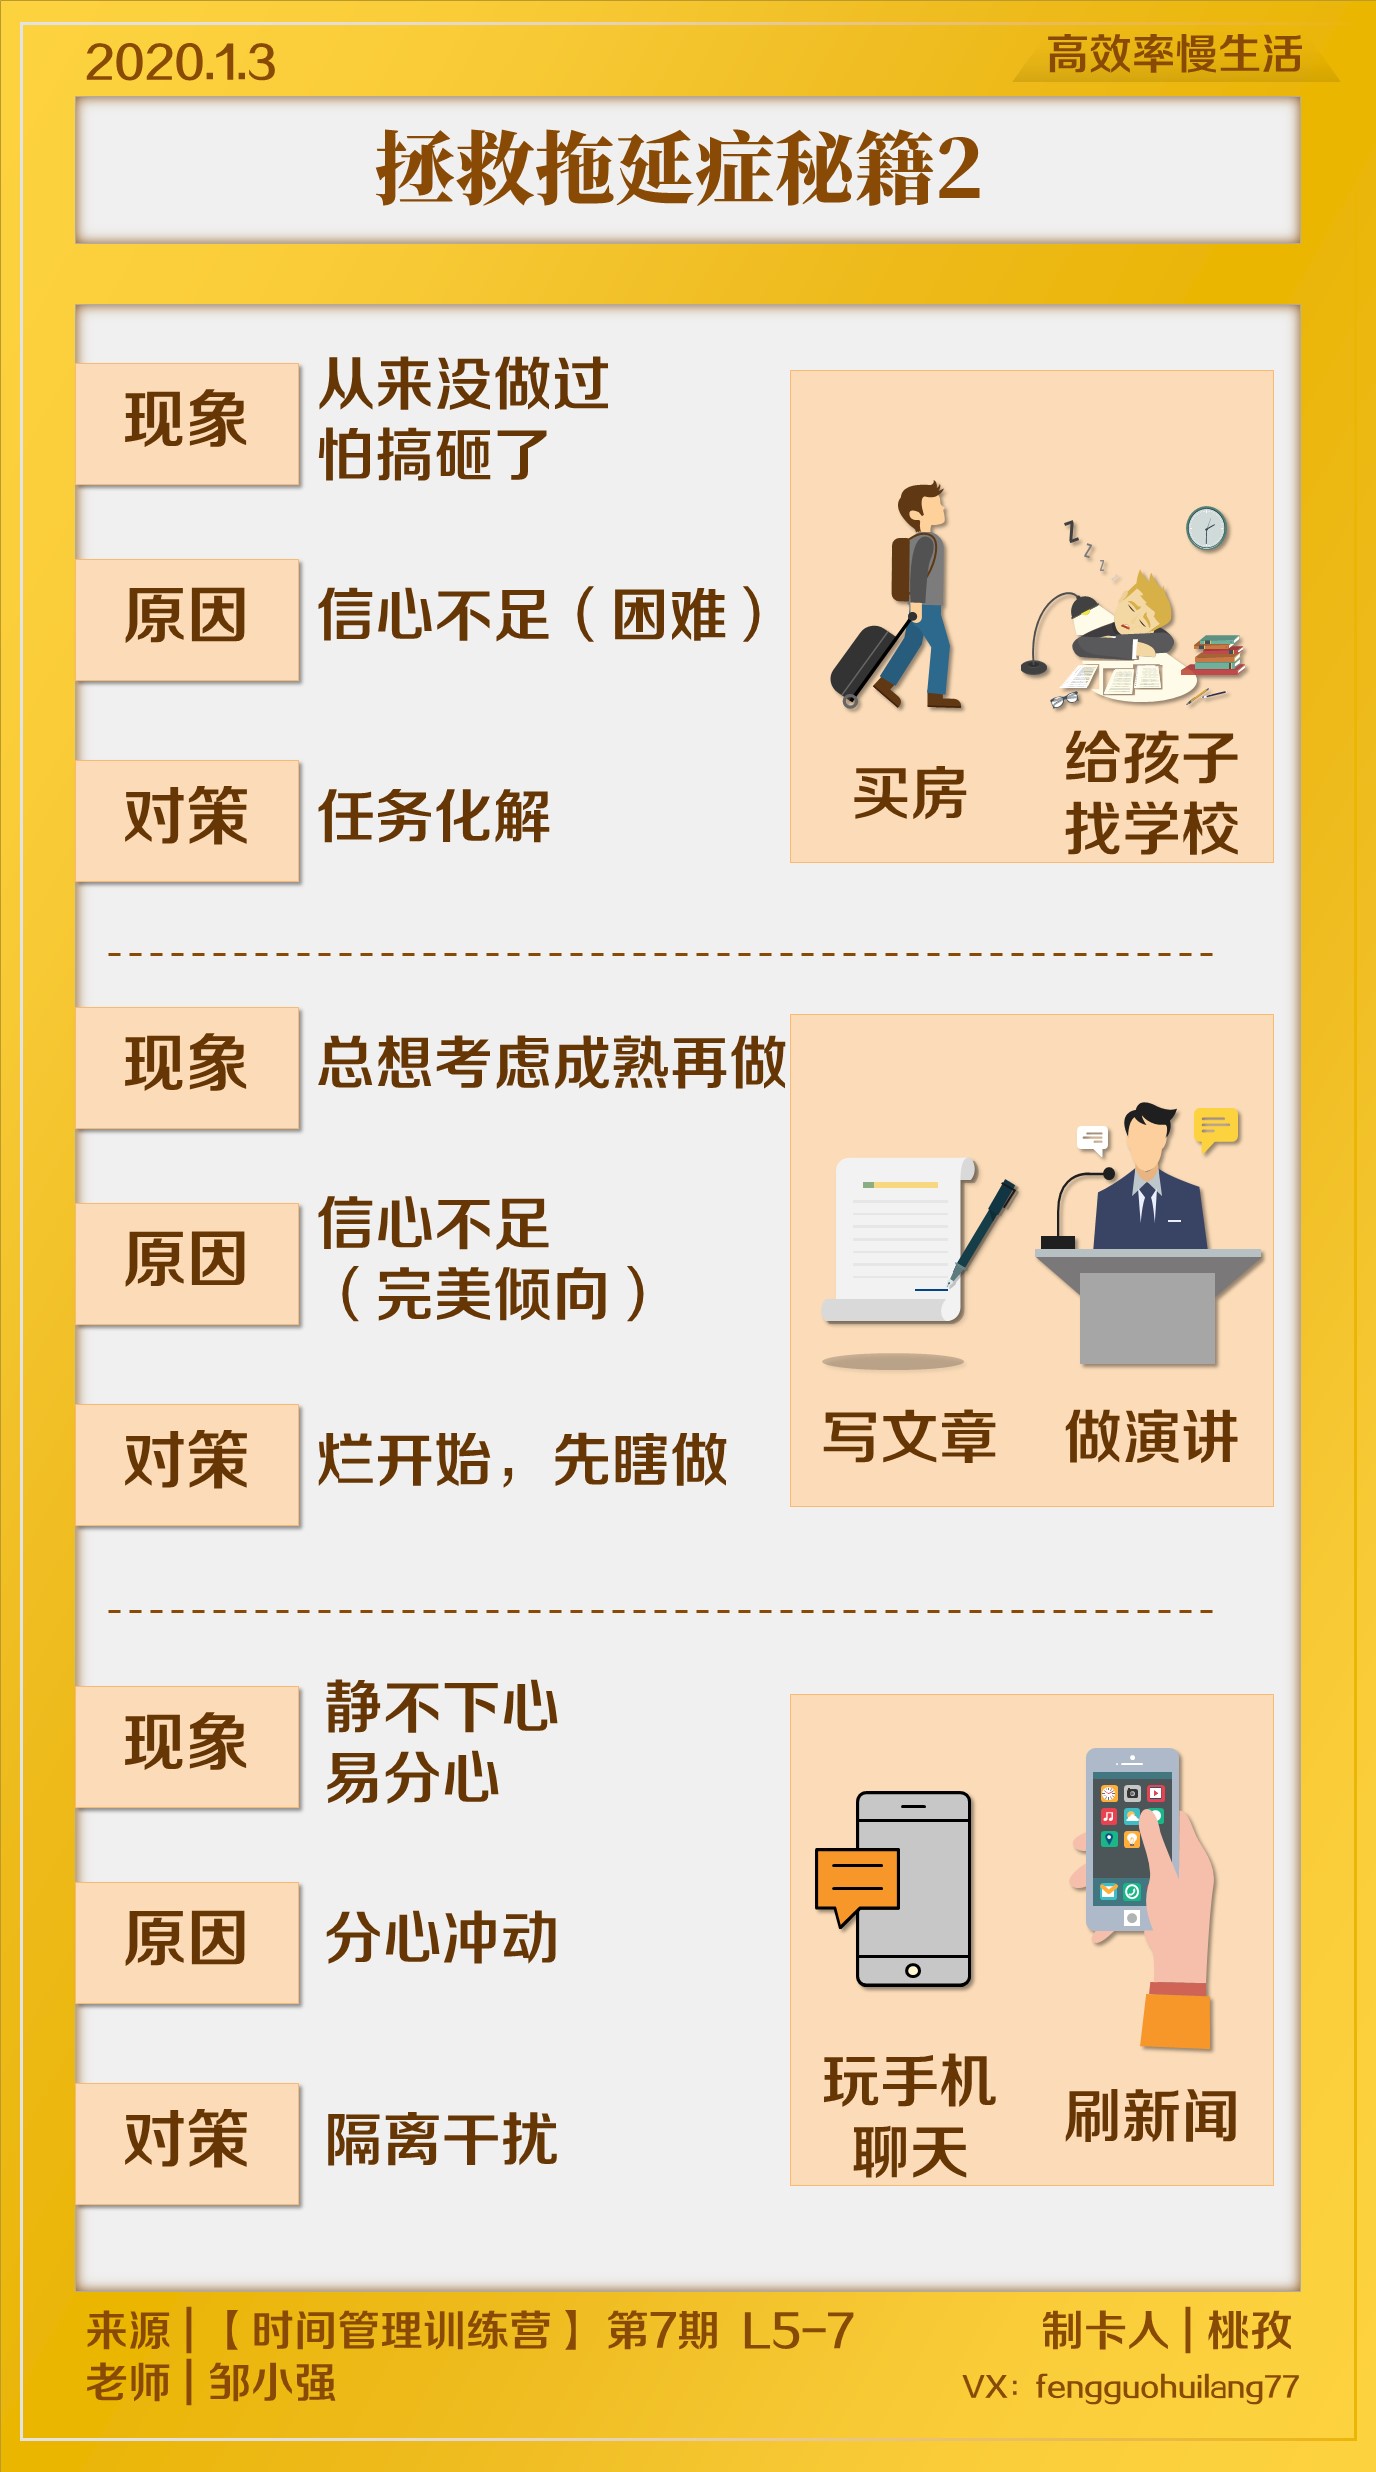 2020.1.3
高效率慢生活
拯救拖延症秘籍2
现象
从来没做过
怕搞砸了
原因
信心不足（困难）
对策
任务化解
买房
给孩子
找学校
现象
总想考虑成熟再做
原因
信心不足
（完美倾向）
对策
烂开始，先瞎做
写文章
做演讲
现象
静不下心
易分心
原因
分心冲动
对策
隔离干扰
玩手机
聊天
刷新闻
来源|【时间管理训练营】第7期 L5-7
老师|邹小强
制卡人|桃孜
VX：fengguohuilang77